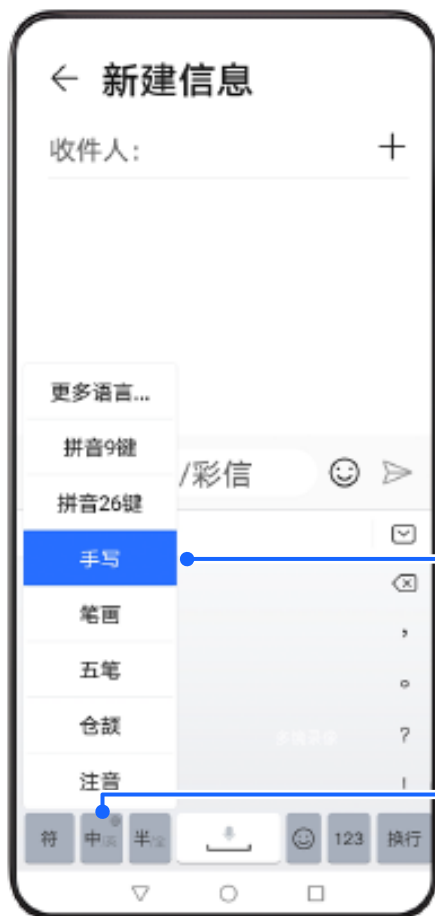 新建信息
收件人：
更多语言...
拼音9键
/彩信
拼音26键
手写
笔画
，
五笔
。
仓颉
?
注音
!
符 中/英 半/全 123 换行